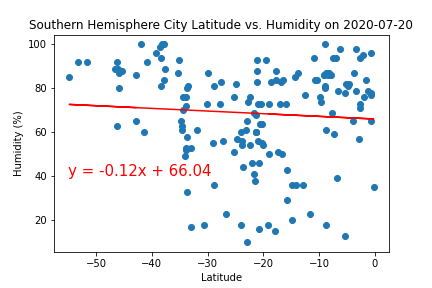 Southern Hemisphere City Latitude vs. Humidity on 2020-07-20
100
80
60
40
20
Humidity (%)
y = -0.12x + 66.04
−50 −40 −30 −20 −10 0
Latitude